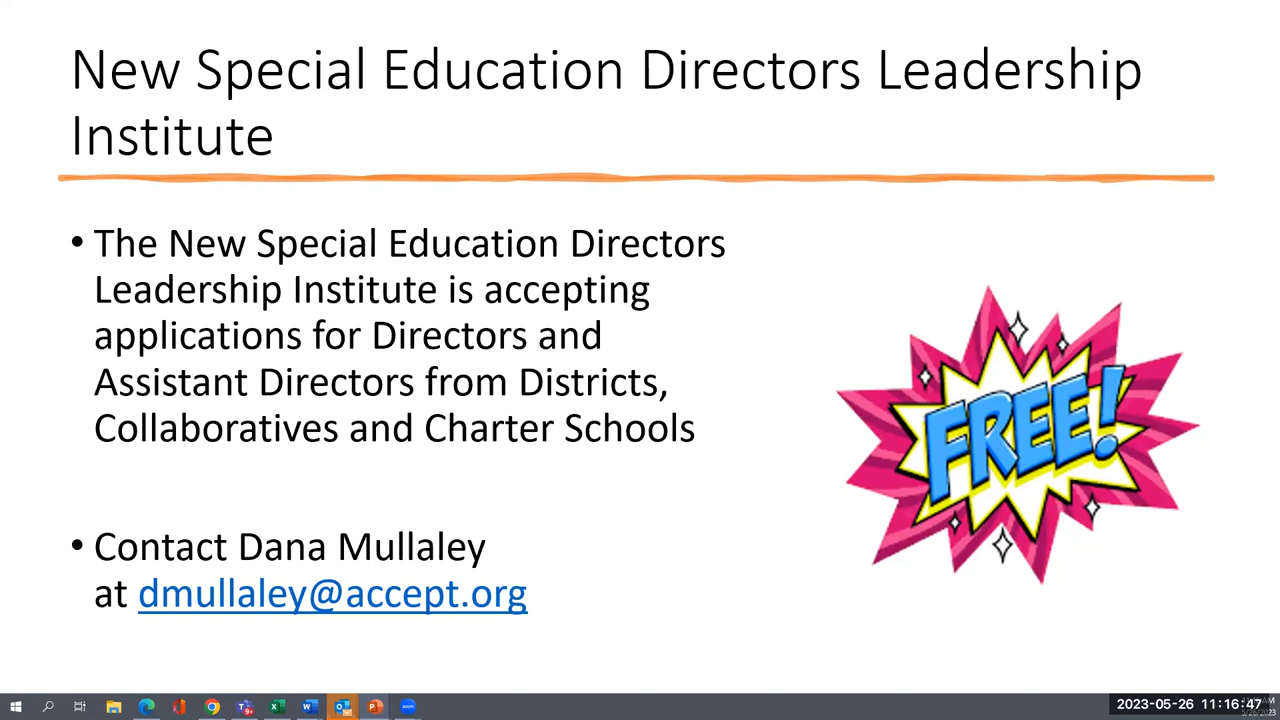 New Special Education Directors Leadership
Institute
• The New Special Education Directors
Leadership Institute is accepting
applications for Directors and
Assistant Directors from Districts,
Collaboratives and Charter Schools
FREE!
• Contact Dana Mullaley
at dmullaley@accept.org
2023-05-26 11:16:47